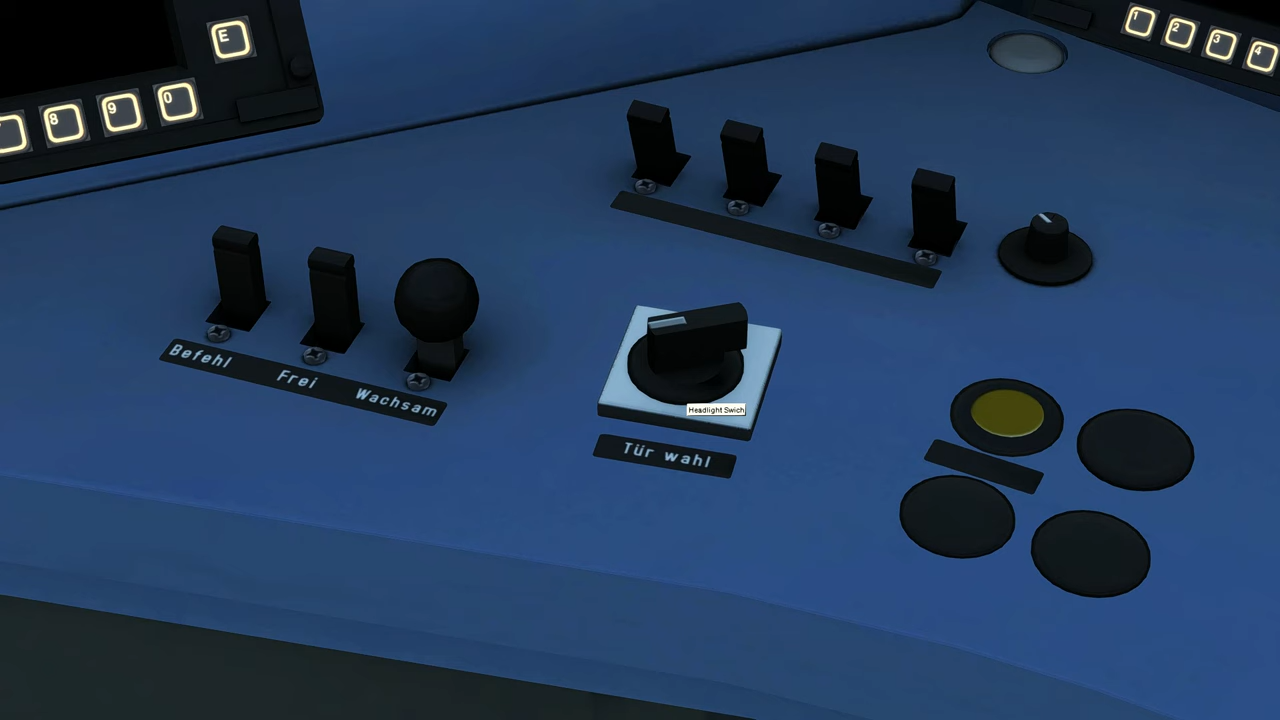 E
8 9 0
1 2 3 4
Befehl Frei Wachsam
Headlight Swich
Tür wahl